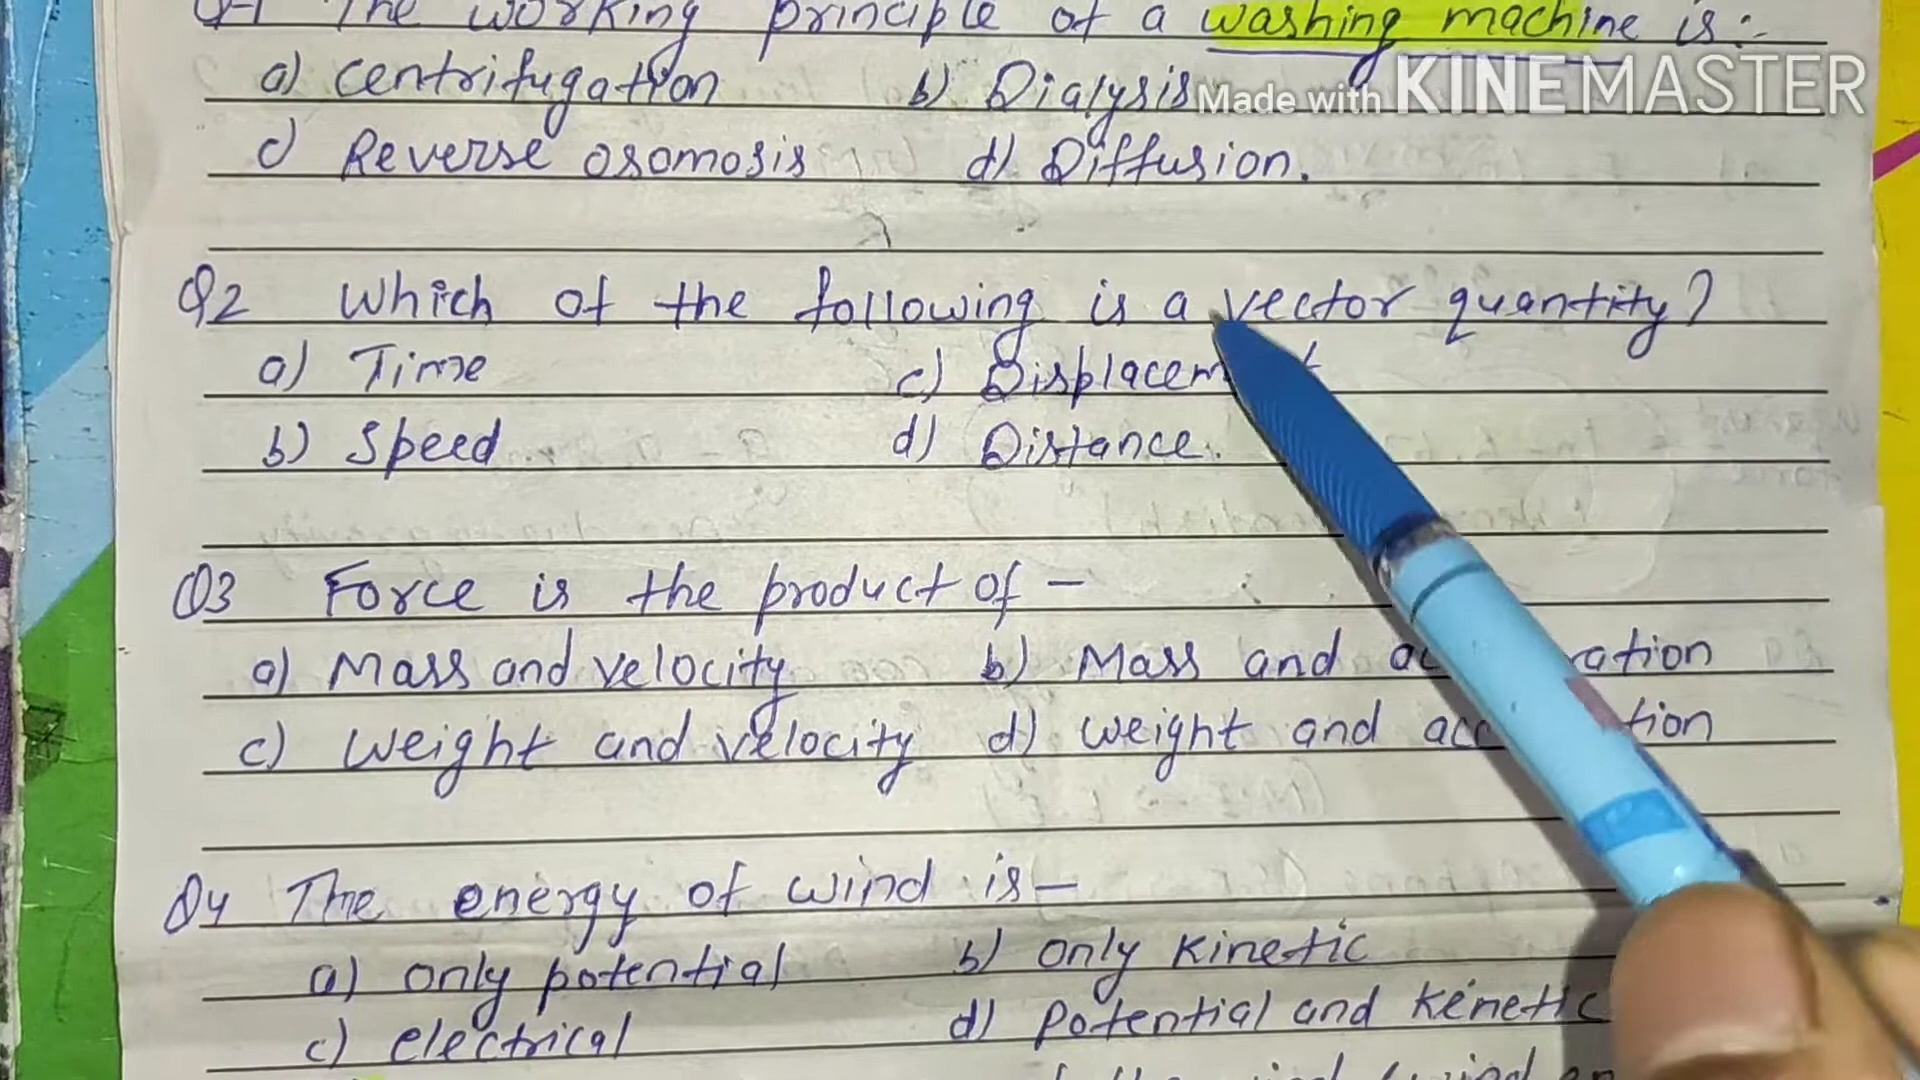 Q1 The working principle of a washing machine is:-
a) Centrifugation b) Dialysis
Made with KINEMASTER
c) Reverse osomosis d) Diffusion.
Q2 Which of the following is a vector quantity?
a) Time c) Displacement
b) Speed d) Distance.
Q3 Force is the product of -
a) Mass and velocity b) Mass and acceleration
c) Weight and velocity d) Weight and acceleration
Q4 The energy of wind is -
a) only potential b) only Kinetic
c) electrical d) Potential and Kenetic